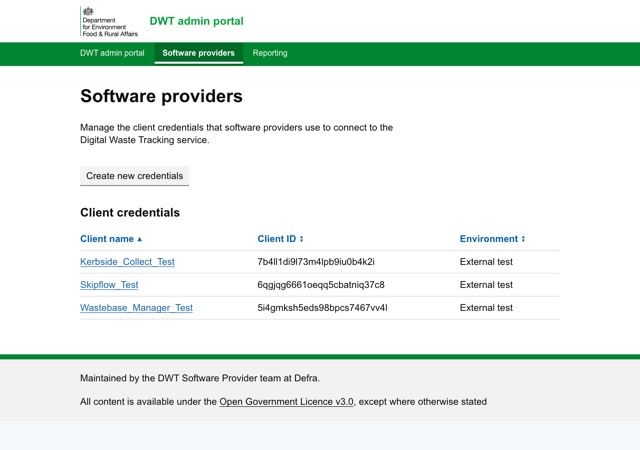 Department
for Environment
Food & Rural Affairs
DWT admin portal
DWT admin portal Software providers Reporting
Software providers
Manage the client credentials that software providers use to connect to the
Digital Waste Tracking service.
Create new credentials
Client credentials
Client name Client ID Environment
Kerbside_Collect_Test 7b4ll1di9l73m4lpb9iu0b4k2i External test
Skipflow_Test 6qgjqg6661oeqq5cbatniq37c8 External test
Wastebase_Manager_Test 5i4gmksh5eds98bpcs7467vv4l External test
Maintained by the DWT Software Provider team at Defra.
All content is available under the Open Government Licence v3.0, except where otherwise stated